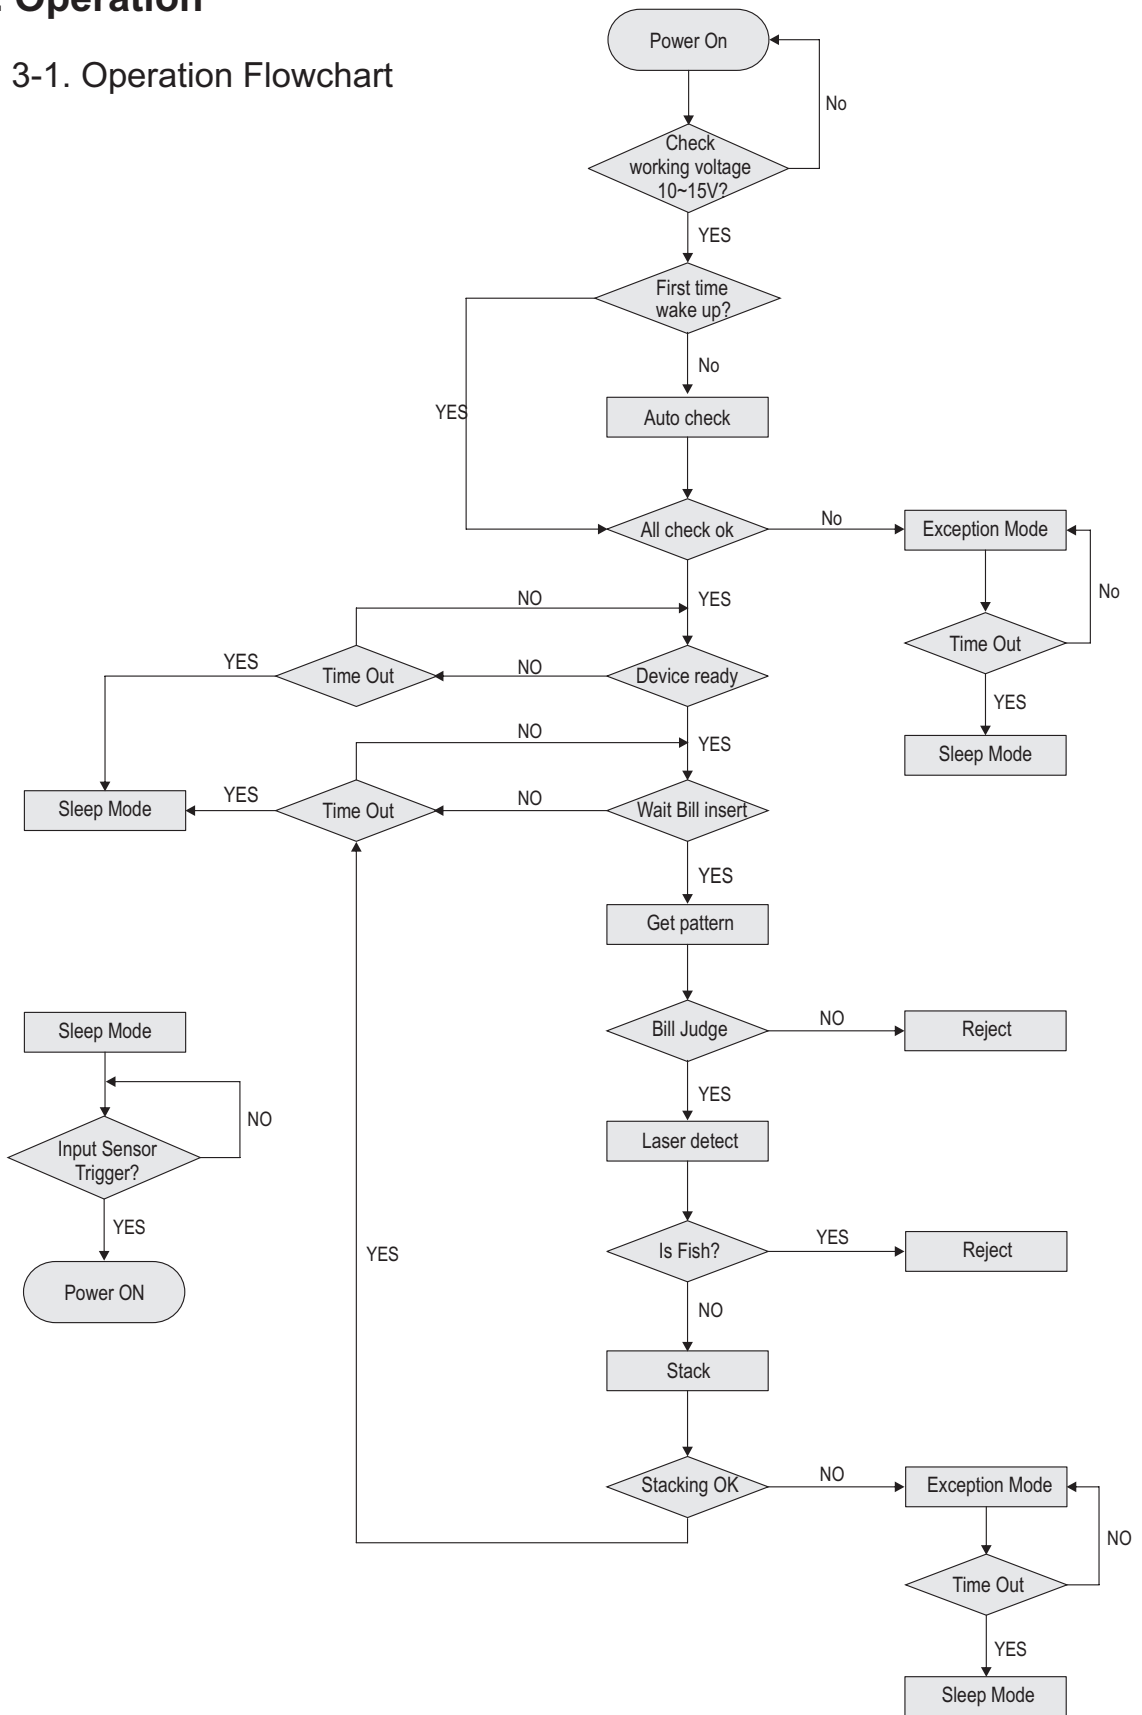 . Operation
3-1. Operation Flowchart
Power On
No
Check
working voltage
10~15V?
YES
First time
wake up?
No
YES
Auto check
All check ok
No
Exception Mode
No
YES
NO
Time Out
YES
Sleep Mode
Device ready
NO
Time Out
YES
YES
NO
Wait Bill insert
NO
Time Out
YES
Sleep Mode
YES
Get pattern
Bill Judge
NO
Reject
YES
Laser detect
Is Fish?
YES
Reject
NO
Stack
Stacking OK
NO
Exception Mode
NO
Time Out
YES
Sleep Mode
YES
Sleep Mode
NO
Input Sensor
Trigger?
YES
Power ON